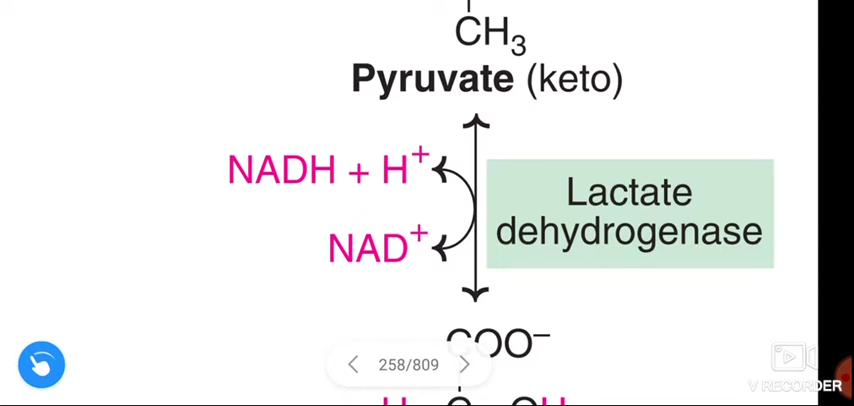 CH3
Pyruvate (keto)
NADH + H+
Lactate
dehydrogenase
NAD+
COO−
258/809
V RECORDER